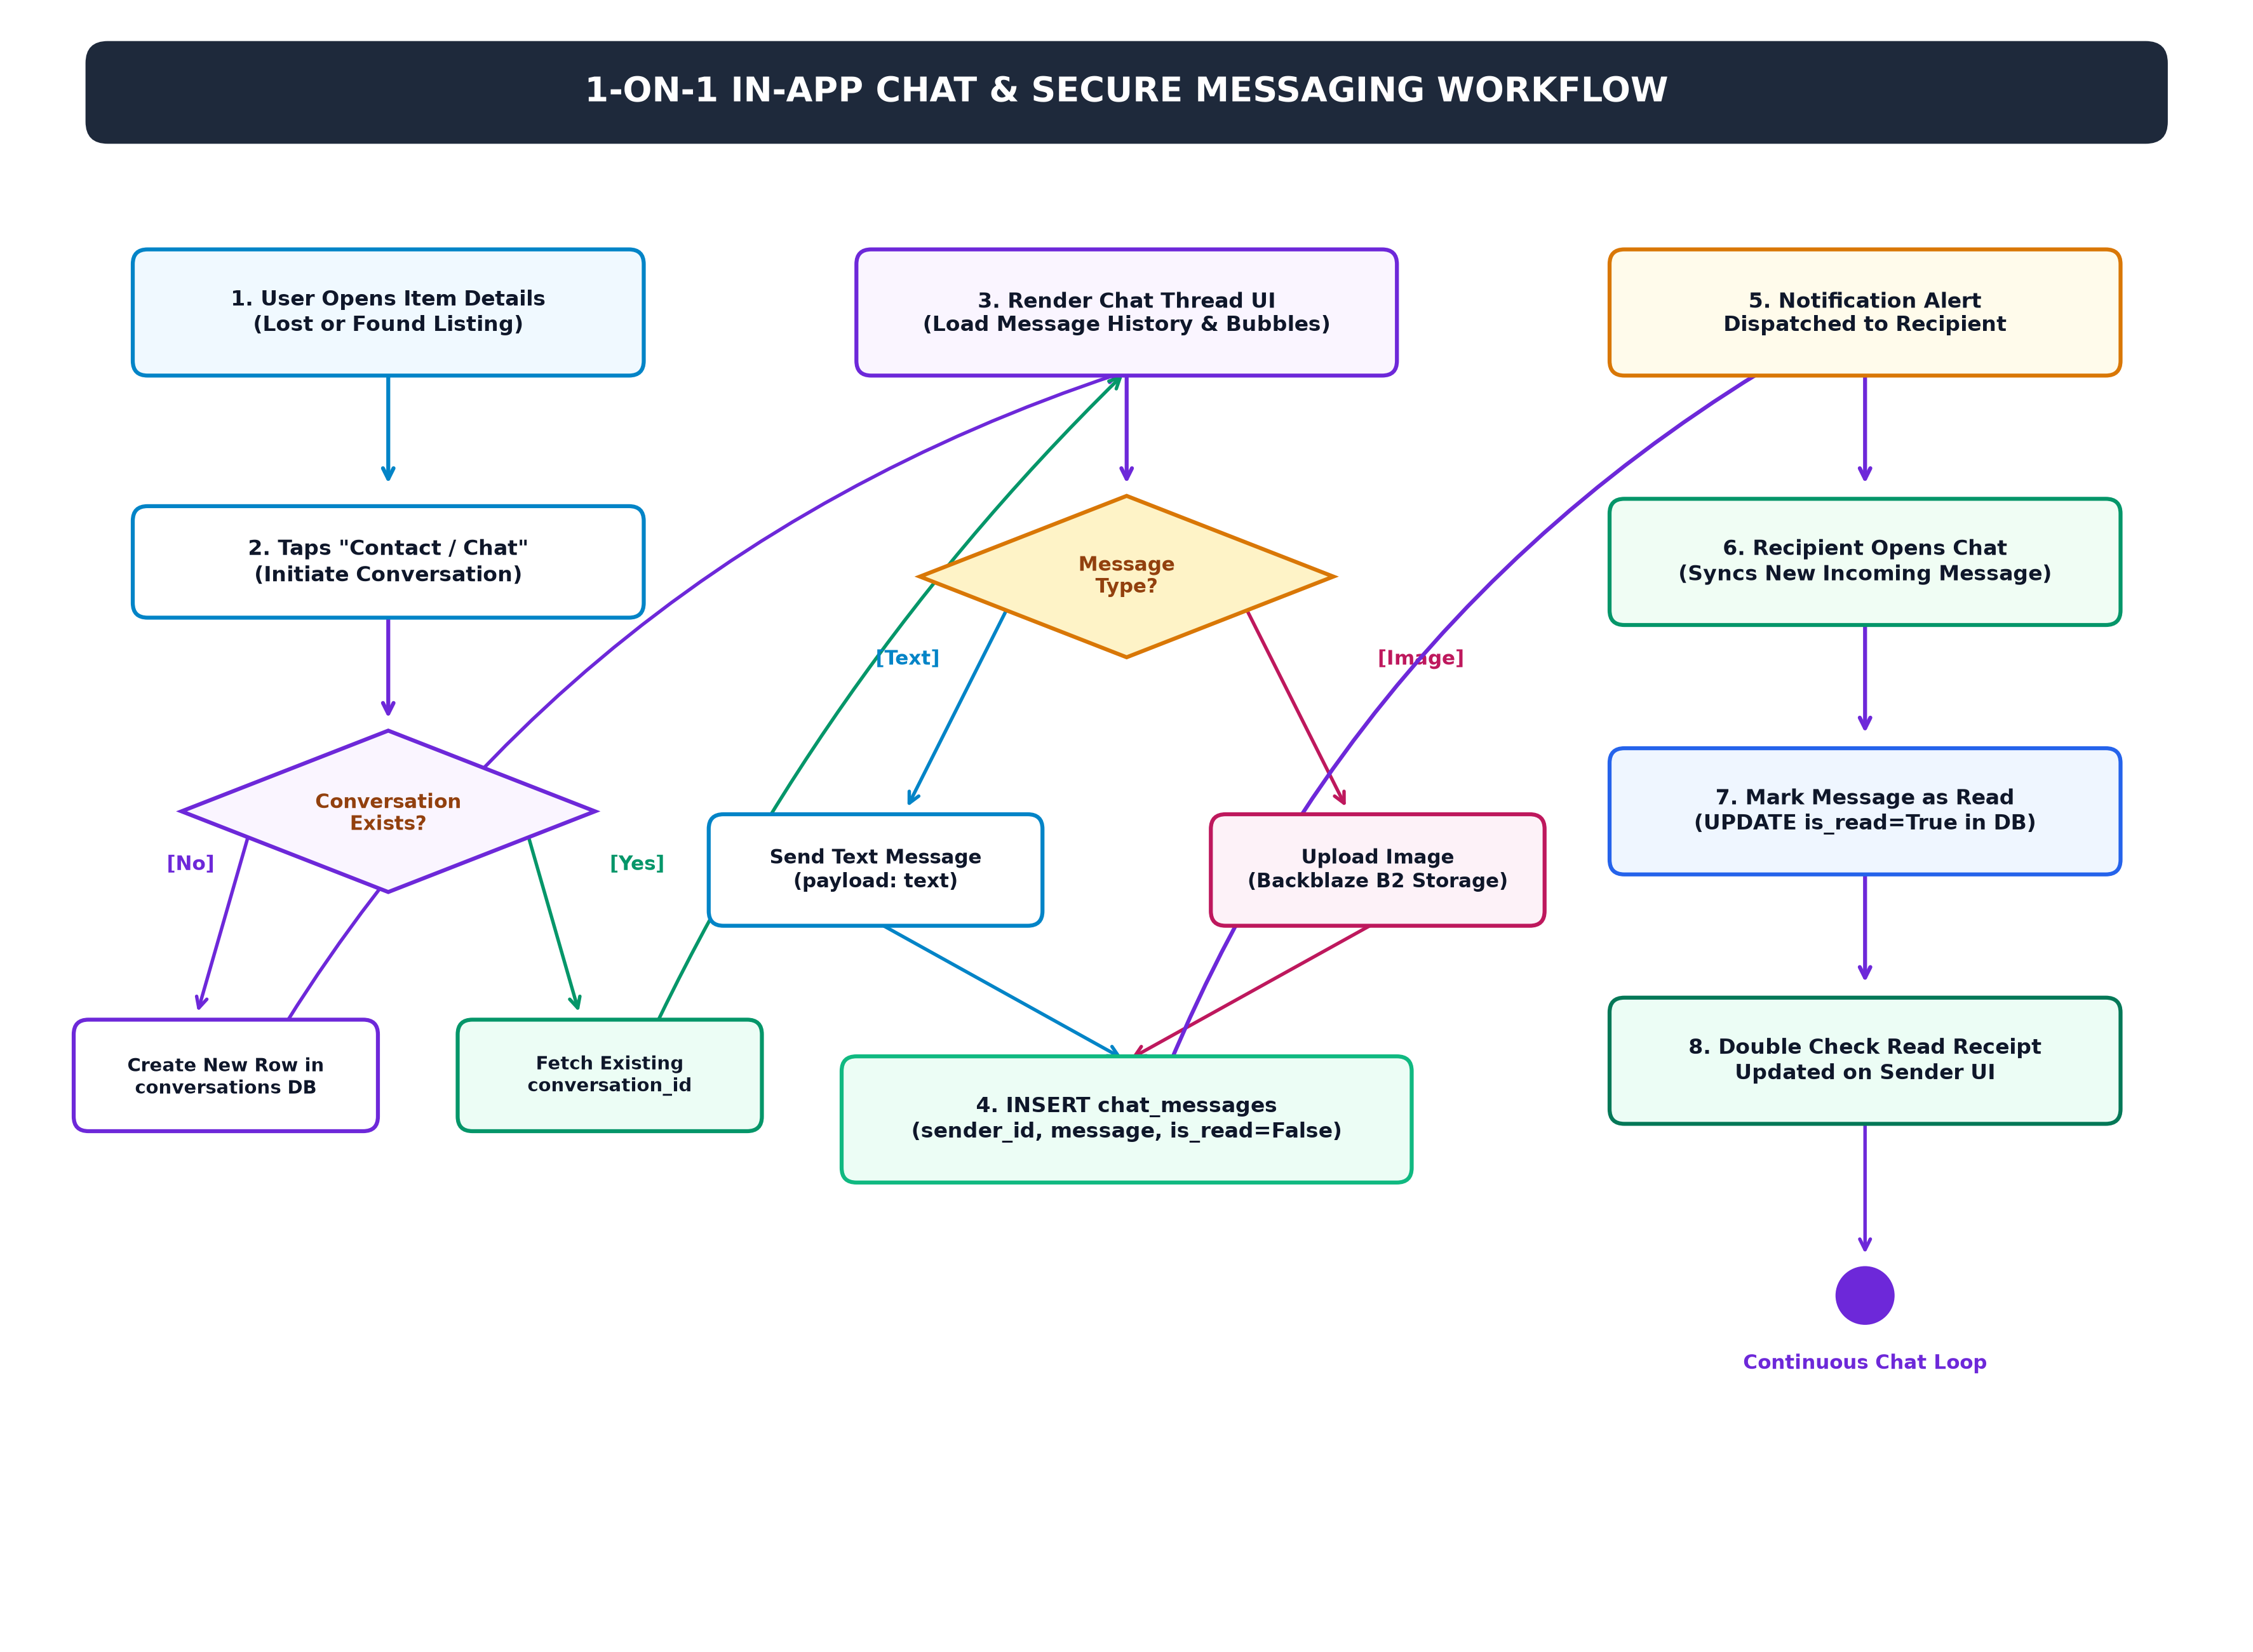 1-ON-1 IN-APP CHAT & SECURE MESSAGING WORKFLOW
1. User Opens Item Details
(Lost or Found Listing)
2. Taps "Contact / Chat"
(Initiate Conversation)
Conversation
Exists?
[No]
[Yes]
Create New Row in
conversations DB
Fetch Existing
conversation_id
3. Render Chat Thread UI
(Load Message History & Bubbles)
Message
Type?
[Text]
[Image]
Send Text Message
(payload: text)
Upload Image
(Backblaze B2 Storage)
4. INSERT chat_messages
(sender_id, message, is_read=False)
5. Notification Alert
Dispatched to Recipient
6. Recipient Opens Chat
(Syncs New Incoming Message)
7. Mark Message as Read
(UPDATE is_read=True in DB)
8. Double Check Read Receipt
Updated on Sender UI
Continuous Chat Loop